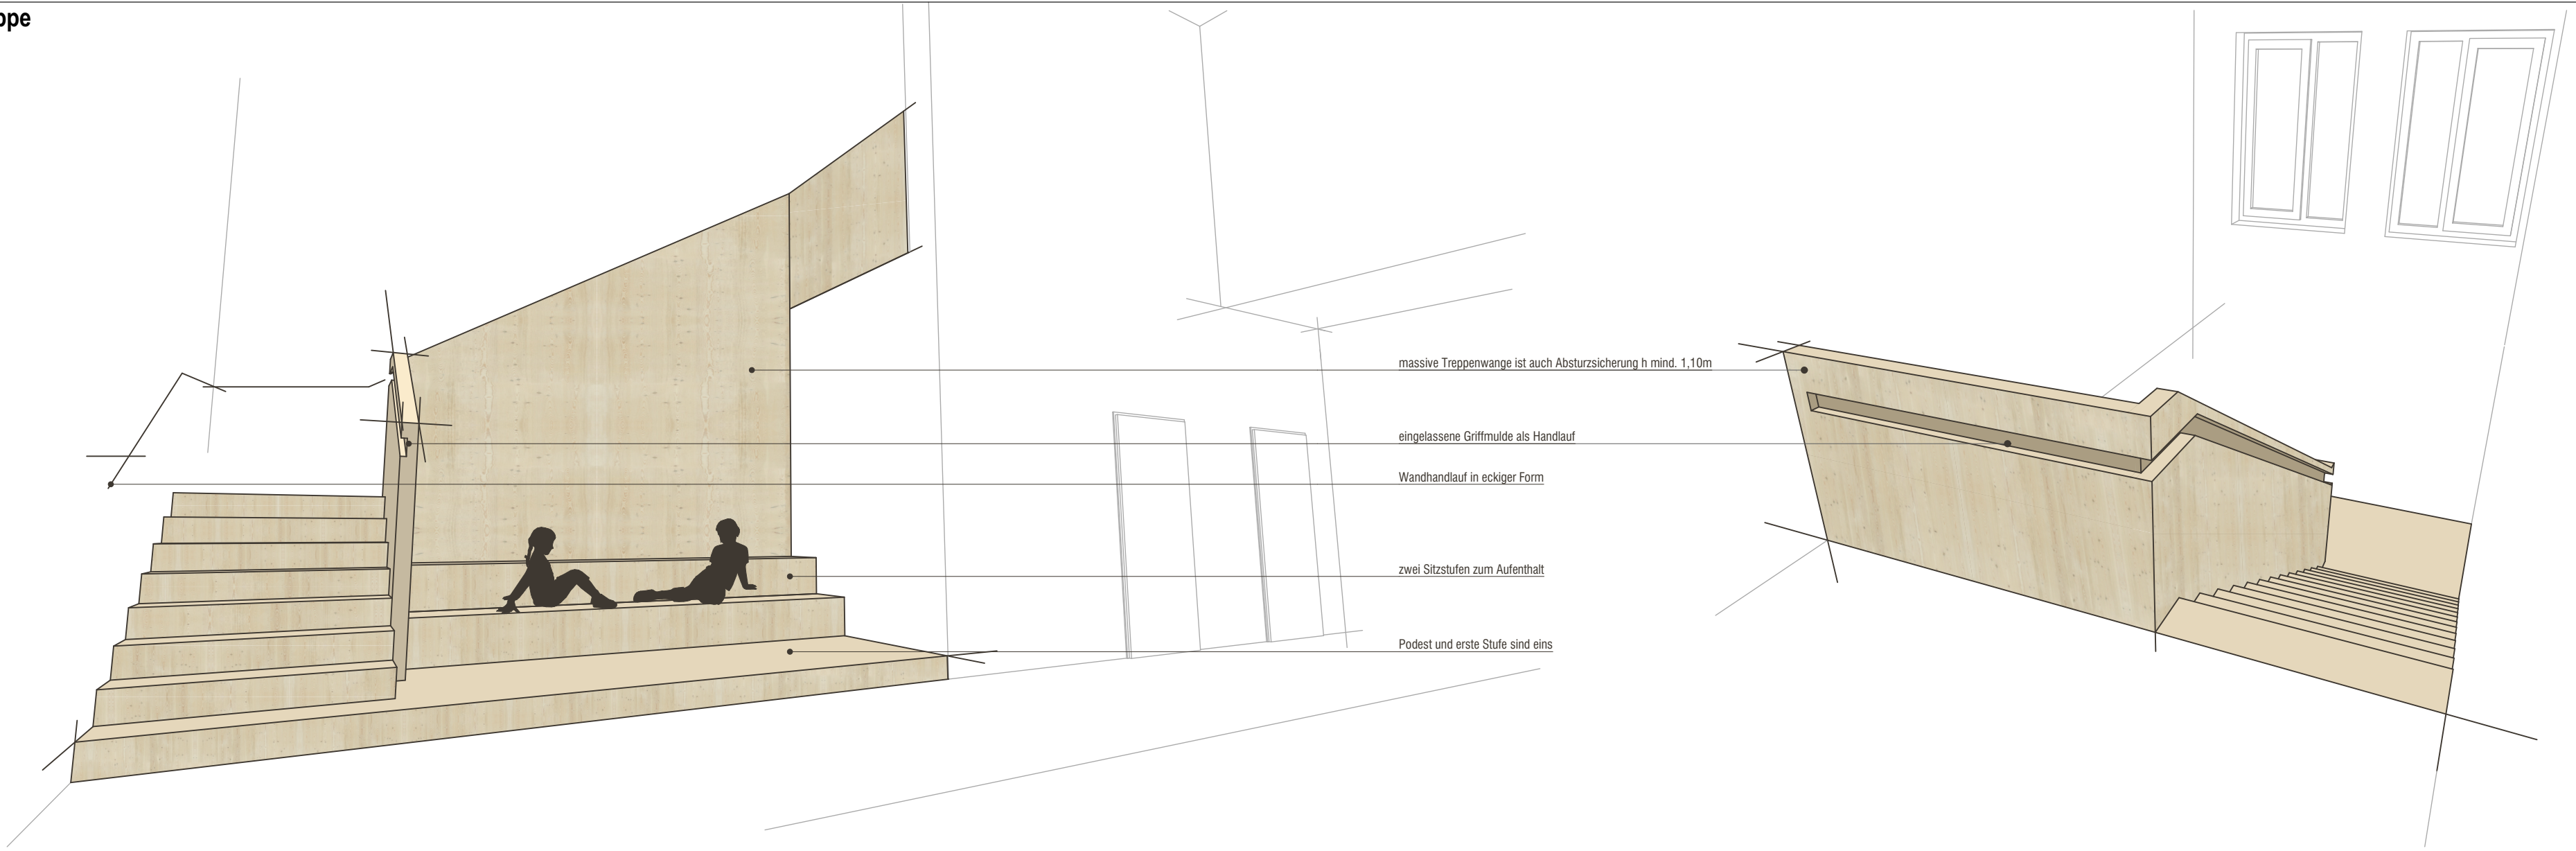 ppe
massive Treppenwange ist auch Absturzsicherung h mind. 1,10m
eingelassene Griffmulde als Handlauf
Wandhandlauf in eckiger Form
zwei Sitzstufen zum Aufenthalt
Podest und erste Stufe sind eins